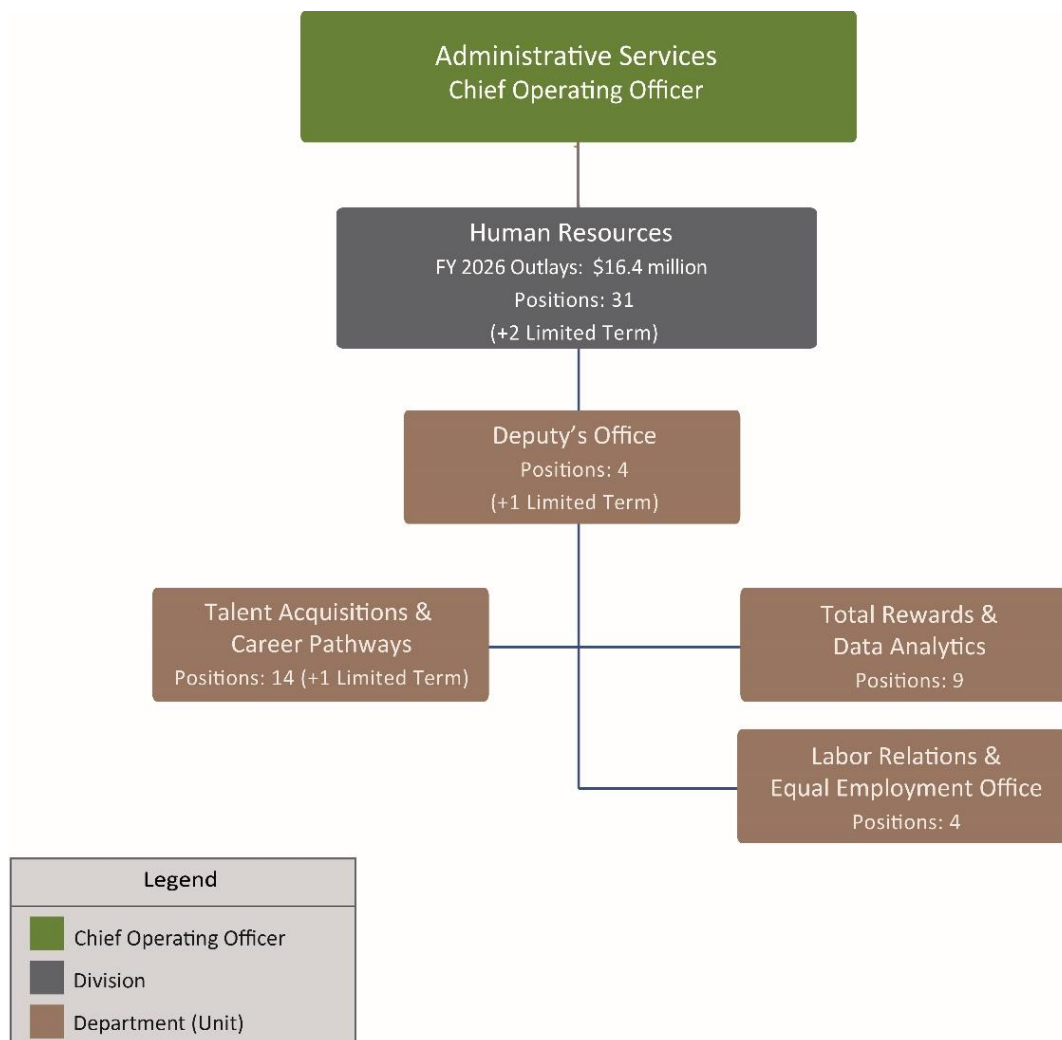 Administrative Services
Chief Operating Officer
Human Resources
FY 2026 Outlays: $16.4 million
Positions: 31
(+2 Limited Term)
Deputy’s Office
Positions: 4
(+1 Limited Term)
Talent Acquisitions &
Career Pathways
Positions: 14 (+1 Limited Term)
Total Rewards &
Data Analytics
Positions: 9
Labor Relations &
Equal Employment Office
Positions: 4
Legend
Chief Operating Officer
Division
Department (Unit)